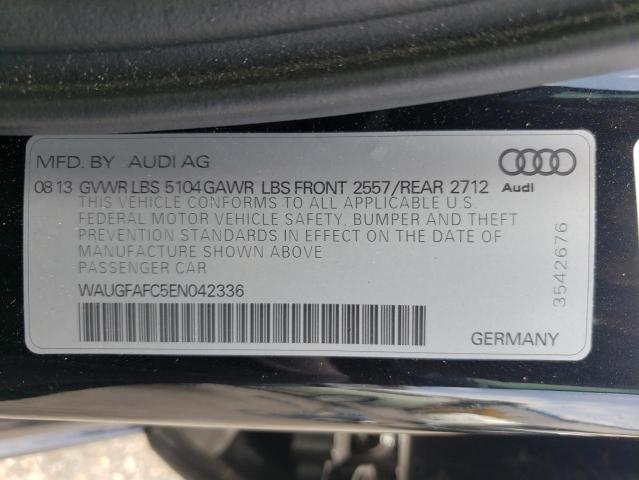 MFD. BY AUDI AG
08 13 GVWR LBS 5104 GAWR LBS FRONT 2557/REAR 2712 Audi
THIS VEHICLE CONFORMS TO ALL APPLICABLE U.S.
FEDERAL MOTOR VEHICLE SAFETY, BUMPER AND THEFT
PREVENTION STANDARDS IN EFFECT ON THE DATE OF
MANUFACTURE SHOWN ABOVE
PASSENGER CAR
WAUGFAFC5EN042336
3542676
GERMANY